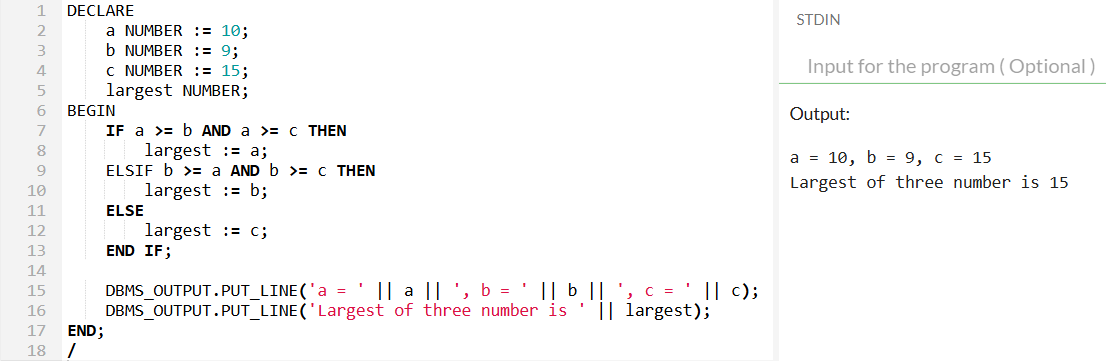 1 DECLARE
2 a NUMBER := 10;
3 b NUMBER := 9;
4 c NUMBER := 15;
5 largest NUMBER;
6 BEGIN
7 IF a >= b AND a >= c THEN
8 largest := a;
9 ELSIF b >= a AND b >= c THEN
10 largest := b;
11 ELSE
12 largest := c;
13 END IF;
14
15 DBMS_OUTPUT.PUT_LINE('a = ' || a || ', b = ' || b || ', c = ' || c);
16 DBMS_OUTPUT.PUT_LINE('Largest of three number is ' || largest);
17 END;
18 /
STDIN
Input for the program ( Optional )
Output:
a = 10, b = 9, c = 15
Largest of three number is 15